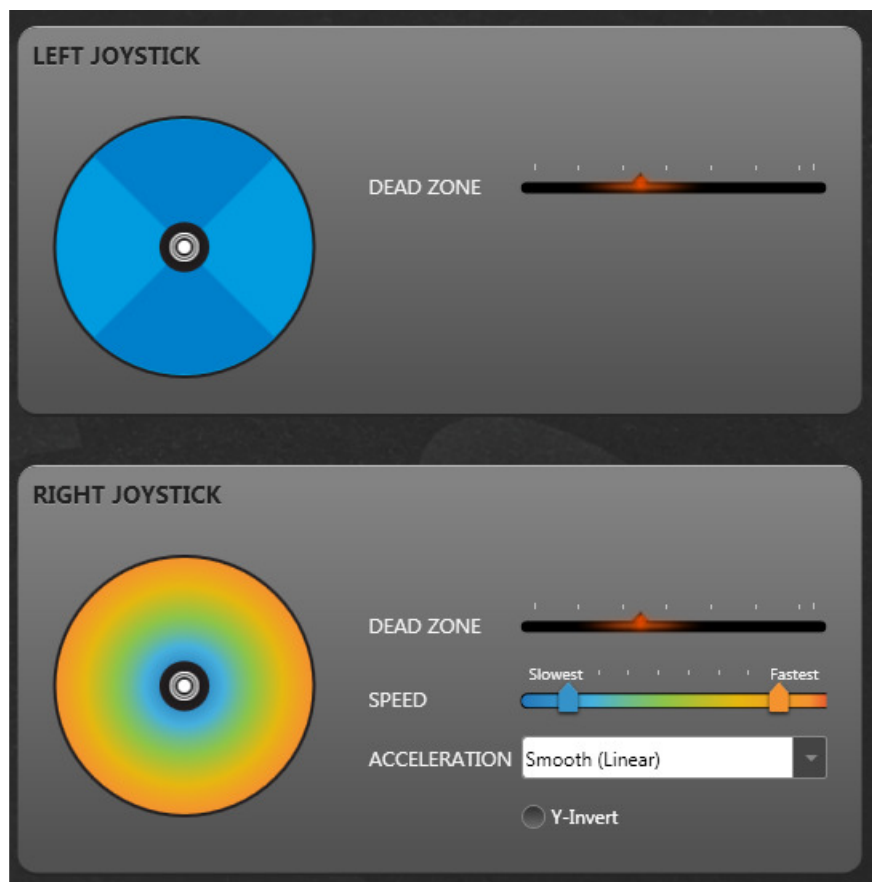 LEFT JOYSTICK
DEAD ZONE
RIGHT JOYSTICK
DEAD ZONE
Slowest Fastest
SPEED
ACCELERATION Smooth (Linear)
Y-Invert